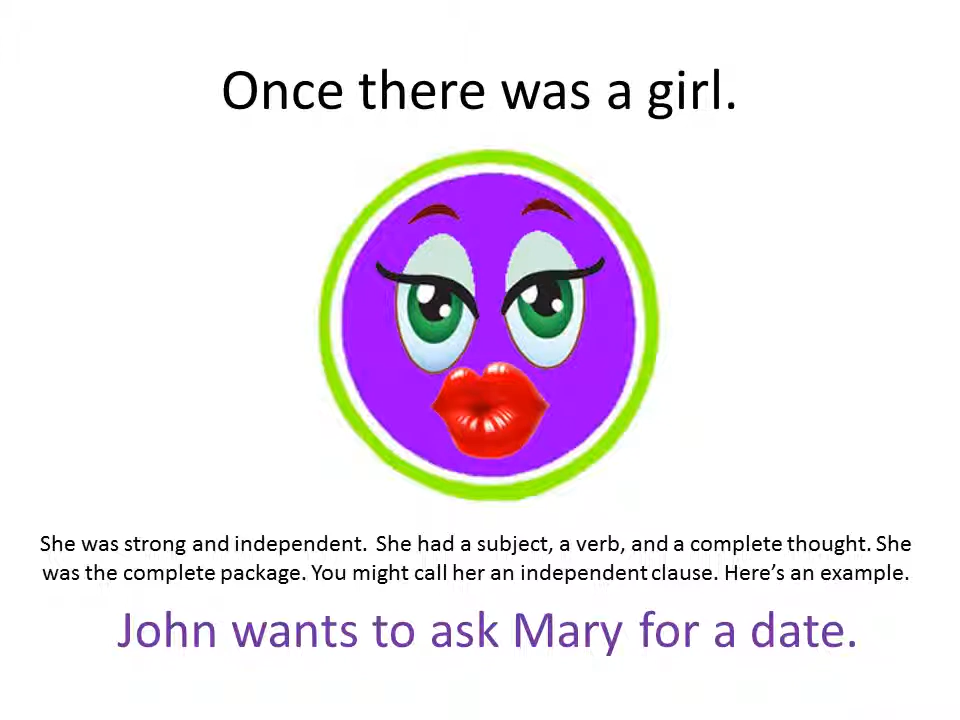 Once there was a girl.
She was strong and independent. She had a subject, a verb, and a complete thought. She
was the complete package. You might call her an independent clause. Here’s an example.
John wants to ask Mary for a date.